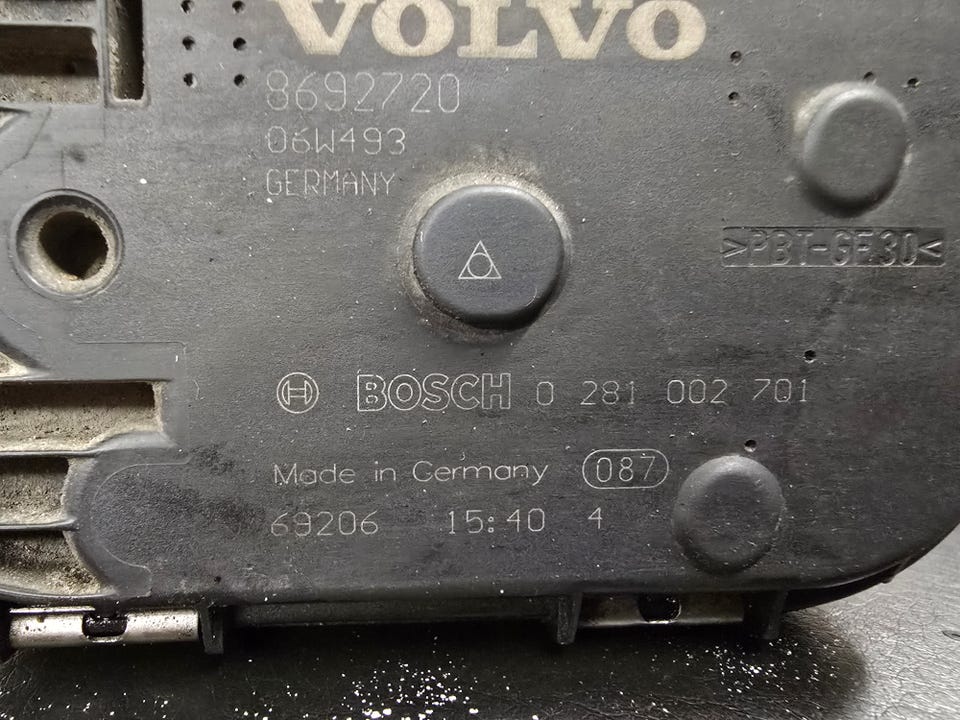 VOLVO
8692720
06W493
GERMANY
>PBT-GF30<
BOSCH 0 281 002 701
Made in Germany 087
69206 15:40 4